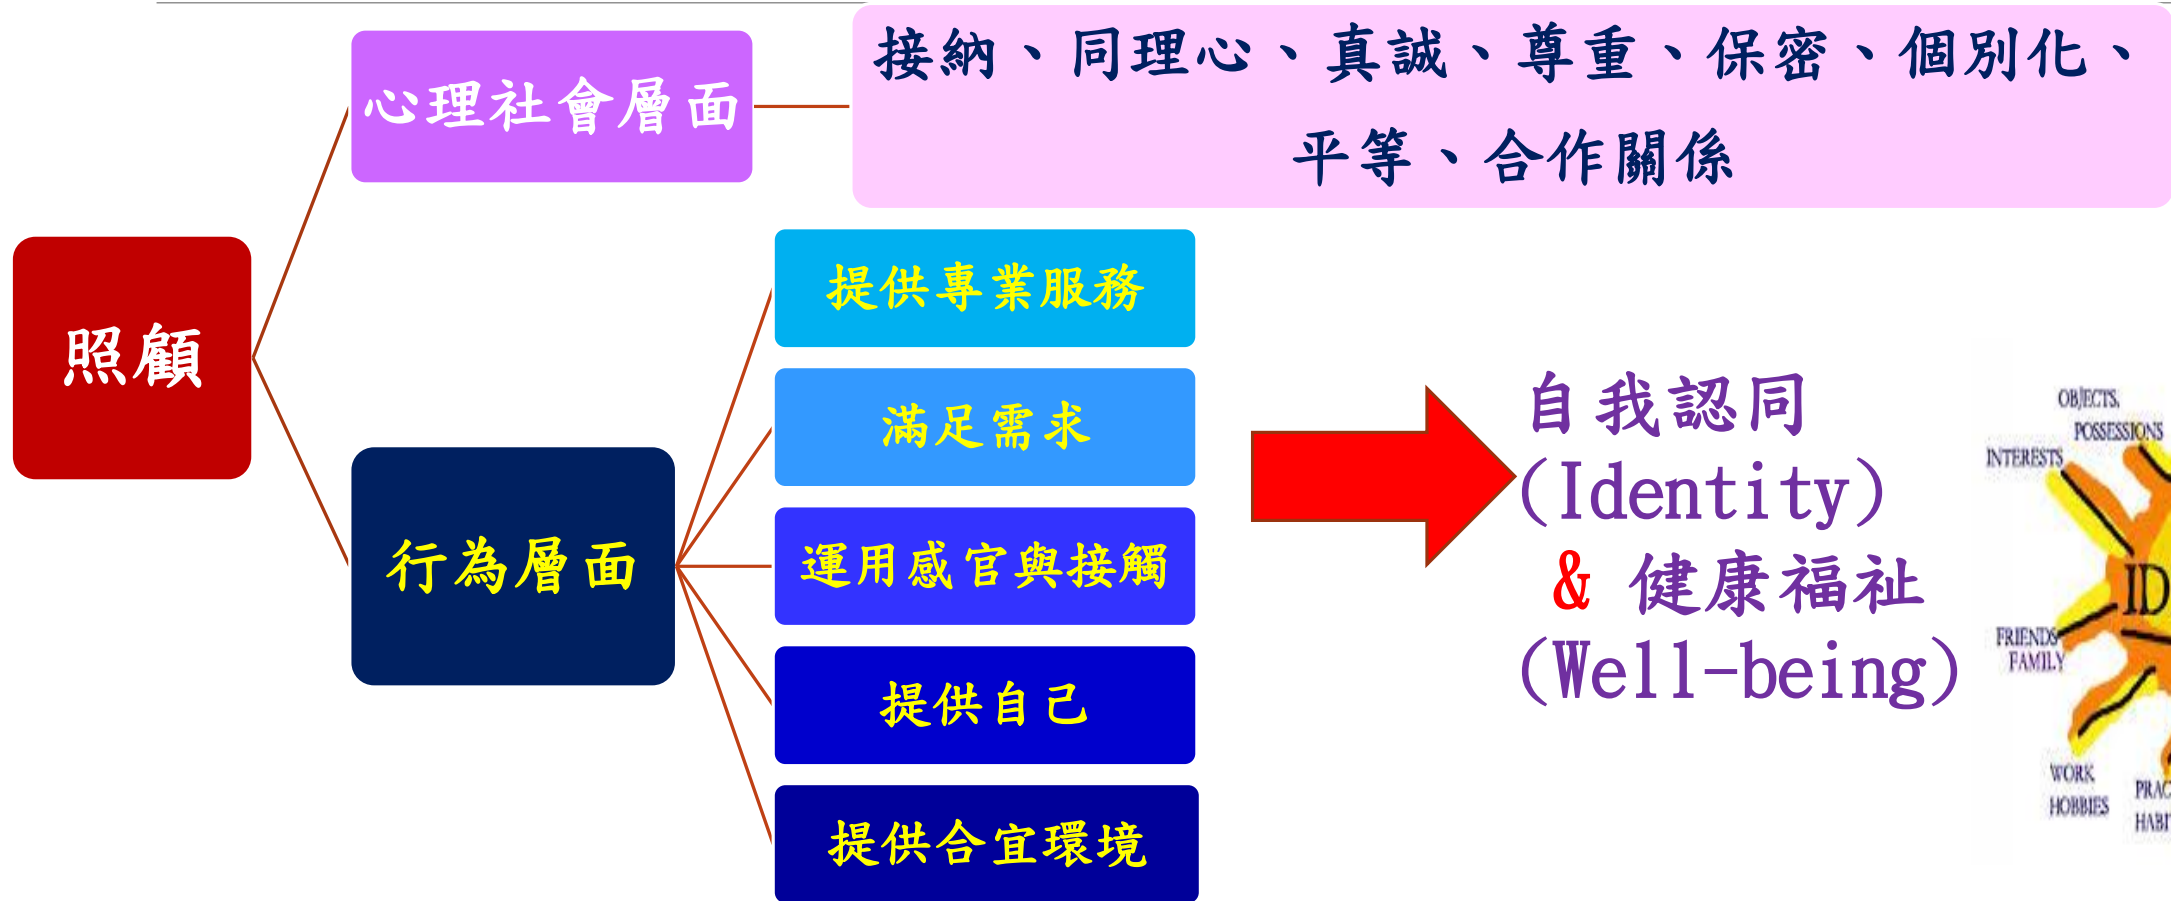 接納、同理心、真誠、尊重、保密、個別化、
平等、合作關係
心理社會層面
照顧
行為層面
提供專業服務
滿足需求
運用感官與接觸
提供自己
提供合宜環境
自我認同
(Identity)
& 健康福祉
(Well-being)
OBJECTS,
POSSESSIONS
INTERESTS
ID
FRIENDS
FAMILY
WORK
HOBBIES
PRAC
HABI